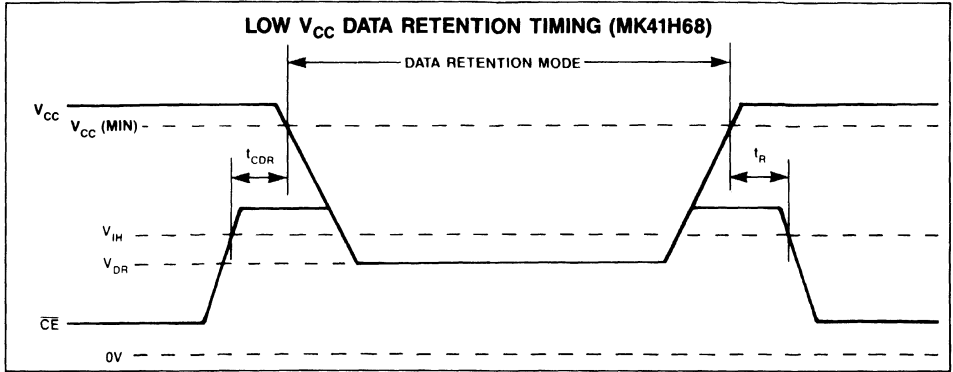 LOW VCC DATA RETENTION TIMING (MK41H68)
DATA RETENTION MODE
VCC
VCC (MIN)
tCDR
tR
VIH
VDR
CE
0V